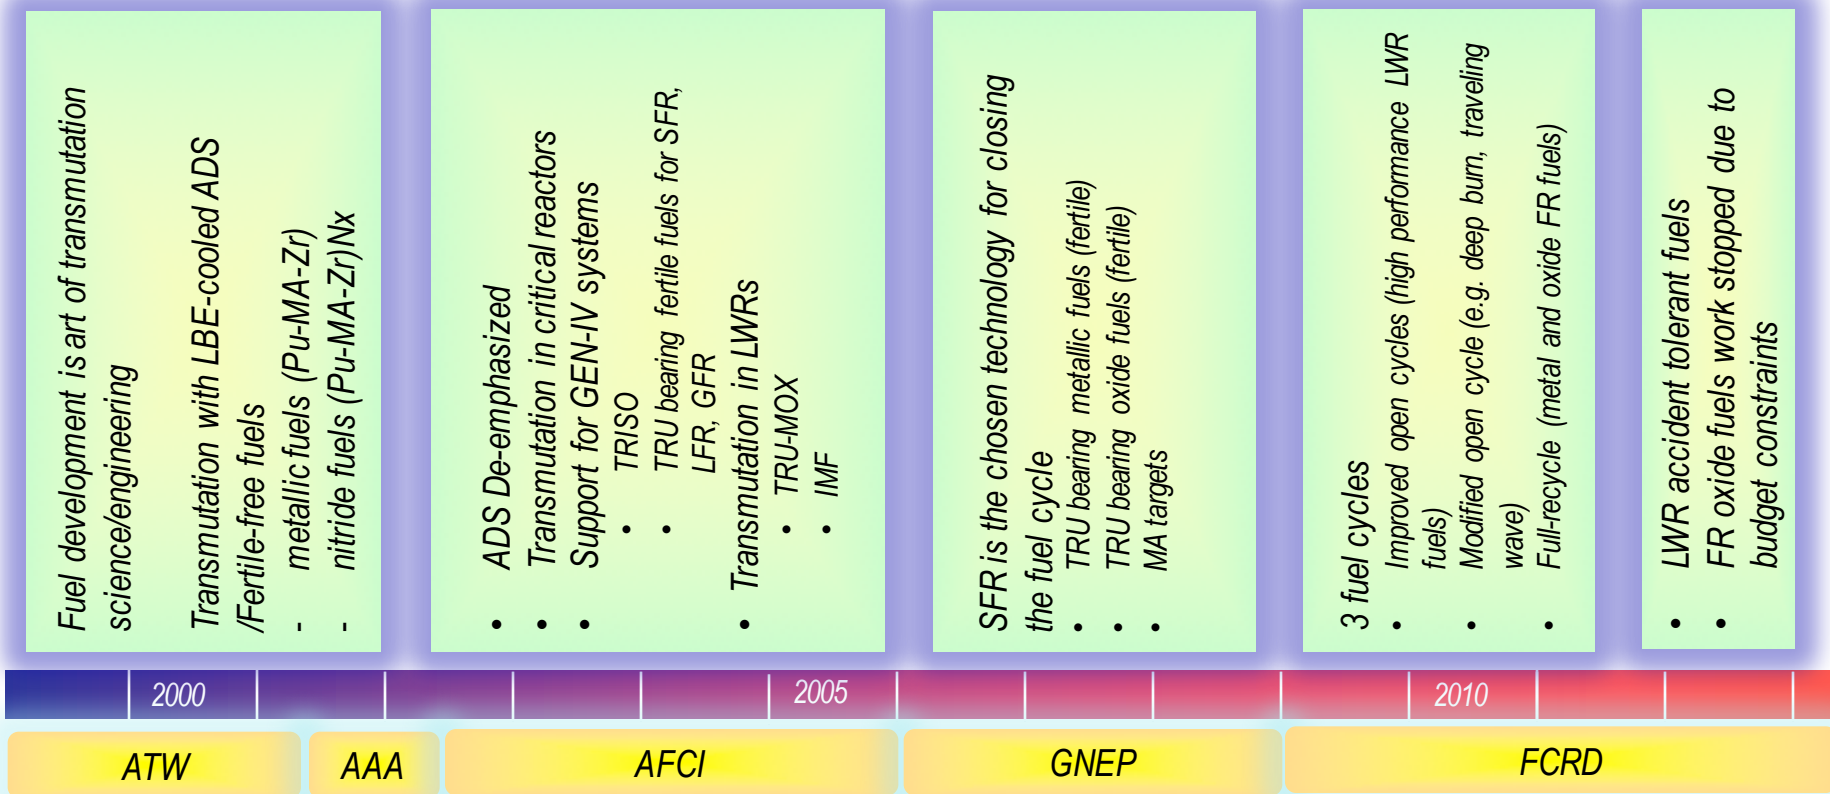 Fuel development is art of transmutation
science/engineering
Transmutation with LBE-cooled ADS
/Fertile-free fuels
- metallic fuels (Pu-MA-Zr)
- nitride fuels (Pu-MA-Zr)Nx
• ADS De-emphasized
• Transmutation in critical reactors
• Support for GEN-IV systems
• TRISO
• TRU bearing fertile fuels for SFR,
LFR, GFR
• Transmutation in LWRs
• TRU-MOX
• IMF
SFR is the chosen technology for closing
the fuel cycle
• TRU bearing metallic fuels (fertile)
• TRU bearing oxide fuels (fertile)
• MA targets
3 fuel cycles
• Improved open cycles (high performance LWR
fuels)
• Modified open cycle (e.g. deep burn, traveling
wave)
• Full-recycle (metal and oxide FR fuels)
• LWR accident tolerant fuels
• FR oxide fuels work stopped due to
budget constraints
2000
2005
2010
ATW
AAA
AFCI
GNEP
FCRD